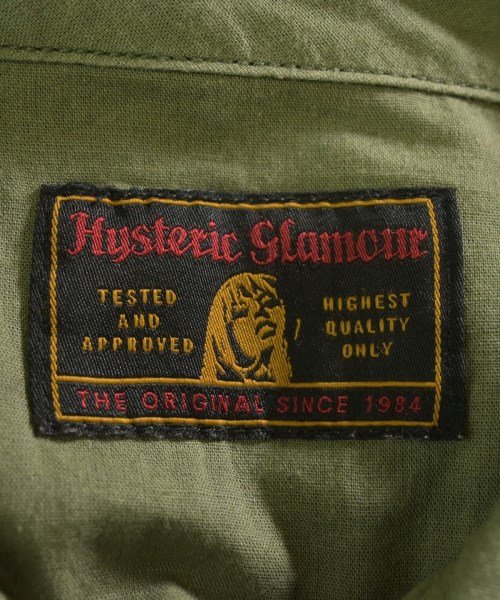 Hysteric Glamour
TESTED
AND
APPROVED
HIGHEST
QUALITY
ONLY
THE ORIGINAL SINCE 1984